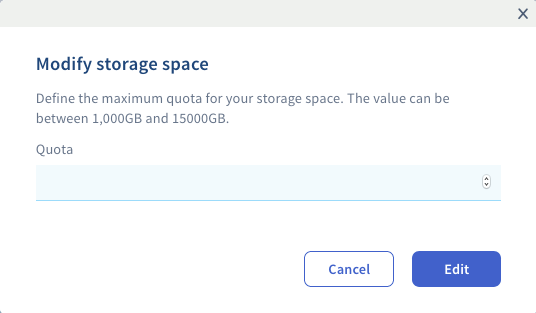 Modify storage space
Define the maximum quota for your storage space. The value can be
between 1,000GB and 15000GB.
Quota
Cancel
Edit